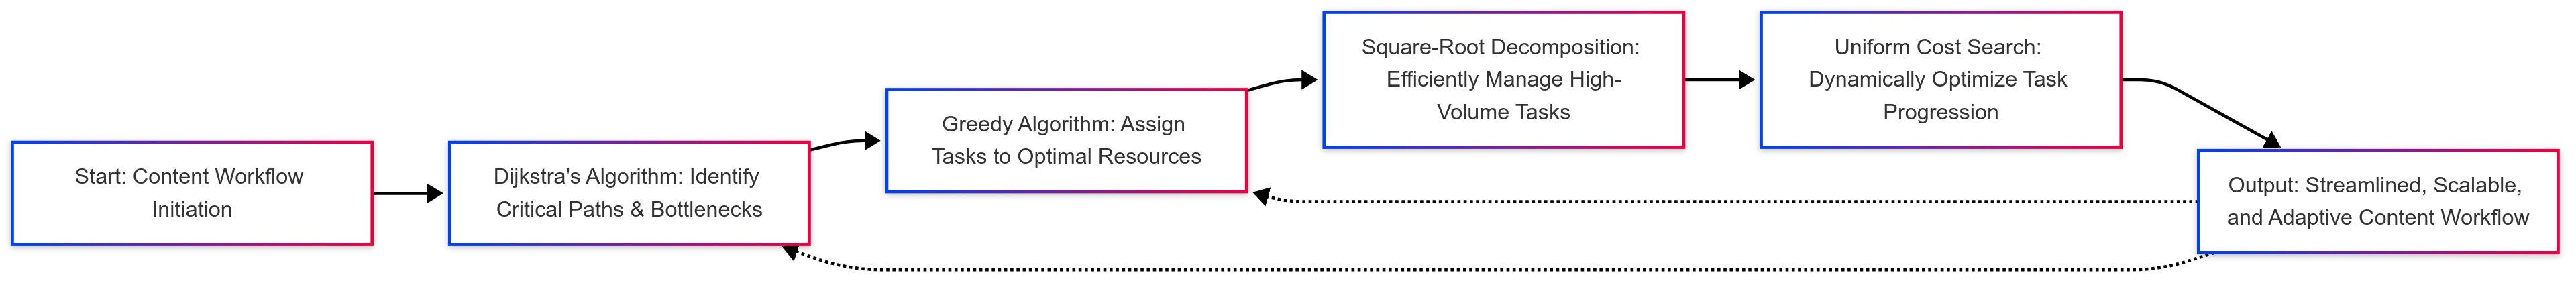 Start: Content Workflow
Initiation
Dijkstra's Algorithm: Identify
Critical Paths & Bottlenecks
Greedy Algorithm: Assign
Tasks to Optimal Resources
Square-Root Decomposition:
Efficiently Manage High-
Volume Tasks
Uniform Cost Search:
Dynamically Optimize Task
Progression
Output: Streamlined, Scalable,
and Adaptive Content Workflow